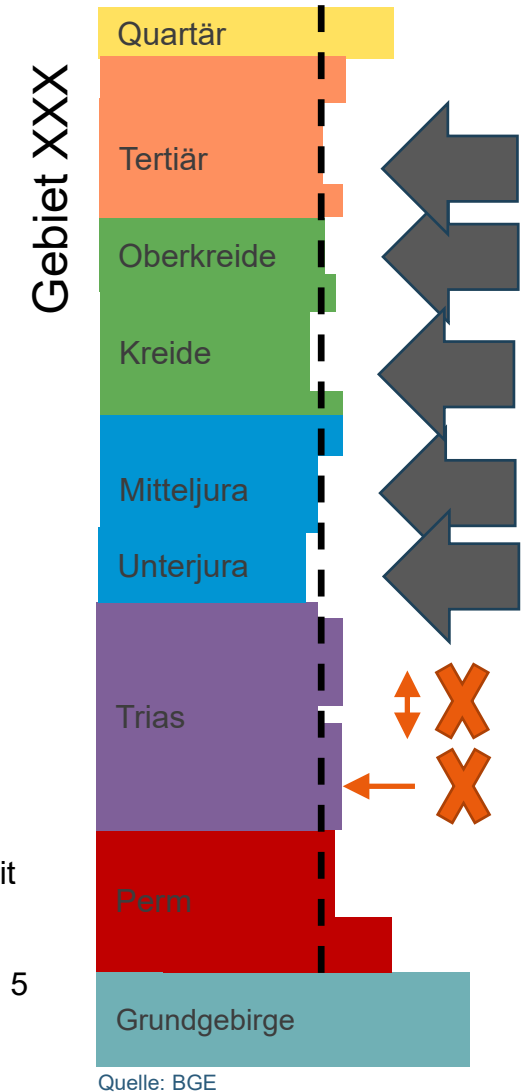 Gebiet XXX
Quartär
Tertiär
Oberkreide
Kreide
Mitteljura
Unterjura
Trias
it
Perm
5
Grundgebirge
Quelle: BGE